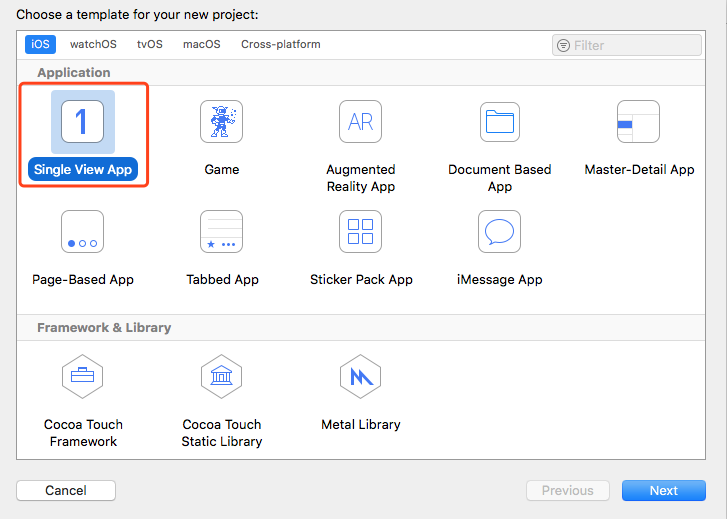 Choose a template for your new project:
iOS watchOS tvOS macOS Cross-platform Filter
Application
1
AR
Single View App
Game
Augmented
Reality App
Document Based
App
Master-Detail App
Page-Based App
Tabbed App
Sticker Pack App
iMessage App
Framework & Library
Cocoa Touch
Framework
Cocoa Touch
Static Library
Metal Library
Cancel
Previous
Next